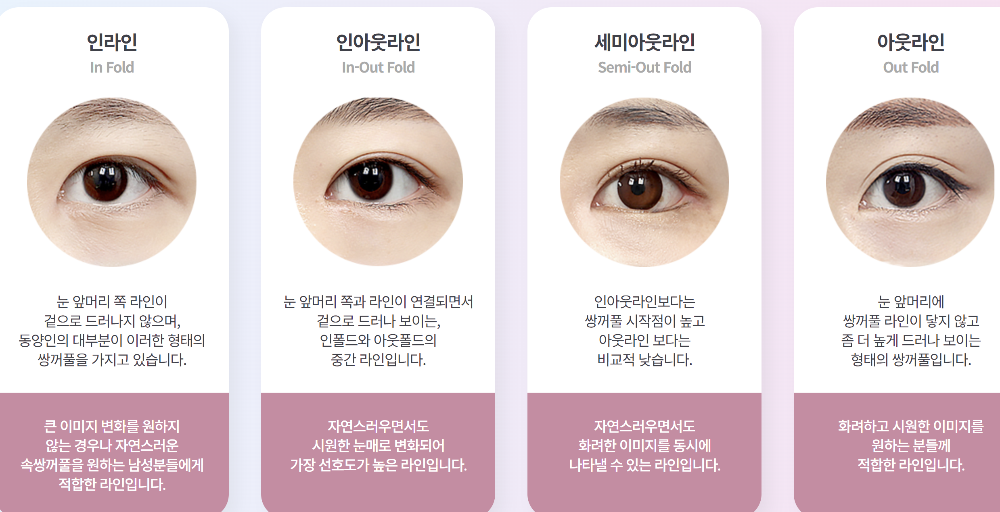 인라인
In Fold
눈 앞머리 쪽 라인이
겉으로 드러나지 않으며,
동양인의 대부분이 이러한 형태의
쌍꺼풀을 가지고 있습니다.
큰 이미지 변화를 원하지
않는 경우나 자연스러운
속쌍꺼풀을 원하는 남성분들에게
적합한 라인입니다.
인아웃라인
In-Out Fold
눈 앞머리 쪽과 라인이 연결되면서
겉으로 드러나 보이는,
인폴드와 아웃폴드의
중간 라인입니다.
자연스러우면서도
시원한 눈매로 변화되어
가장 선호도가 높은 라인입니다.
세미아웃라인
Semi-Out Fold
인아웃라인보다는
쌍꺼풀 시작점이 높고
아웃라인 보다는
비교적 낮습니다.
자연스러우면서도
화려한 이미지를 동시에
나타낼 수 있는 라인입니다.
아웃라인
Out Fold
눈 앞머리에
쌍꺼풀 라인이 닿지 않고
좀 더 높게 드러나 보이는
형태의 쌍꺼풀입니다.
화려하고 시원한 이미지를
원하는 분들께
적합한 라인입니다.